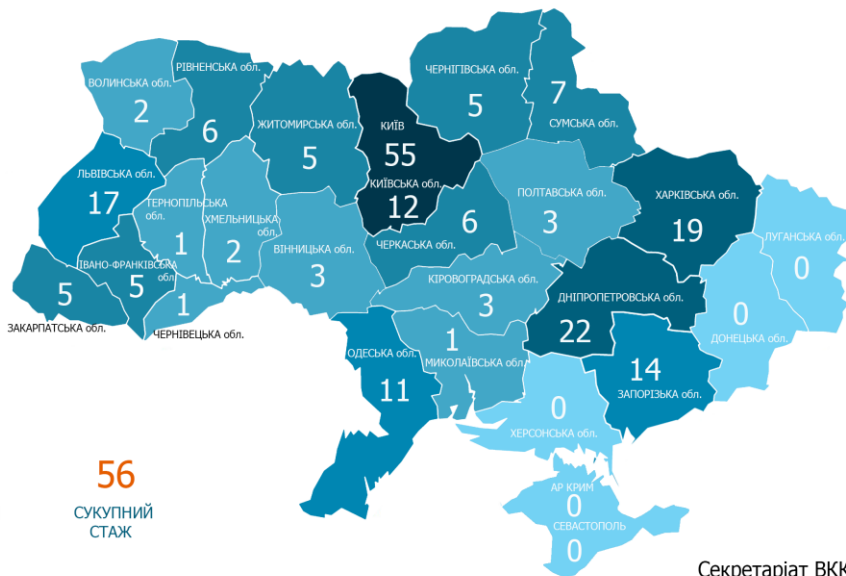 ВОЛИНСЬКА обл.
2
РІВНЕНСЬКА обл.
6
ЖИТОМИРСЬКА обл.
5
КИЇВ
55
КИЇВСЬКА обл.
12
ЧЕРНІГІВСЬКА обл.
5
7
СУМСЬКА обл.
ЛЬВІВСЬКА обл.
17
ТЕРНОПІЛЬСЬКА
обл.
1
ХМЕЛЬНИЦЬКА
обл.
2
ВІННИЦЬКА обл.
3
6
ЧЕРКАСЬКА обл.
ПОЛТАВСЬКА обл.
3
ХАРКІВСЬКА обл.
19
ЛУГАНСЬКА обл.
0
5
ЗАКАРПАТСЬКА обл.
ІВАНО-ФРАНКІВСЬКА
обл.
5
1
ЧЕРНІВЕЦЬКА обл.
КІРОВОГРАДСЬКА обл.
3
ДНІПРОПЕТРОВСЬКА обл.
22
0
ДОНЕЦЬКА обл.
ОДЕСЬКА обл.
11
1
МИКОЛАЇВСЬКА обл.
14
ЗАПОРІЗЬКА обл.
0
ХЕРСОНСЬКА обл.
АР КРИМ
0
СЕВАСТОПОЛЬ
0
56
СУКУПНИЙ
СТАЖ
Секретаріат ВКК